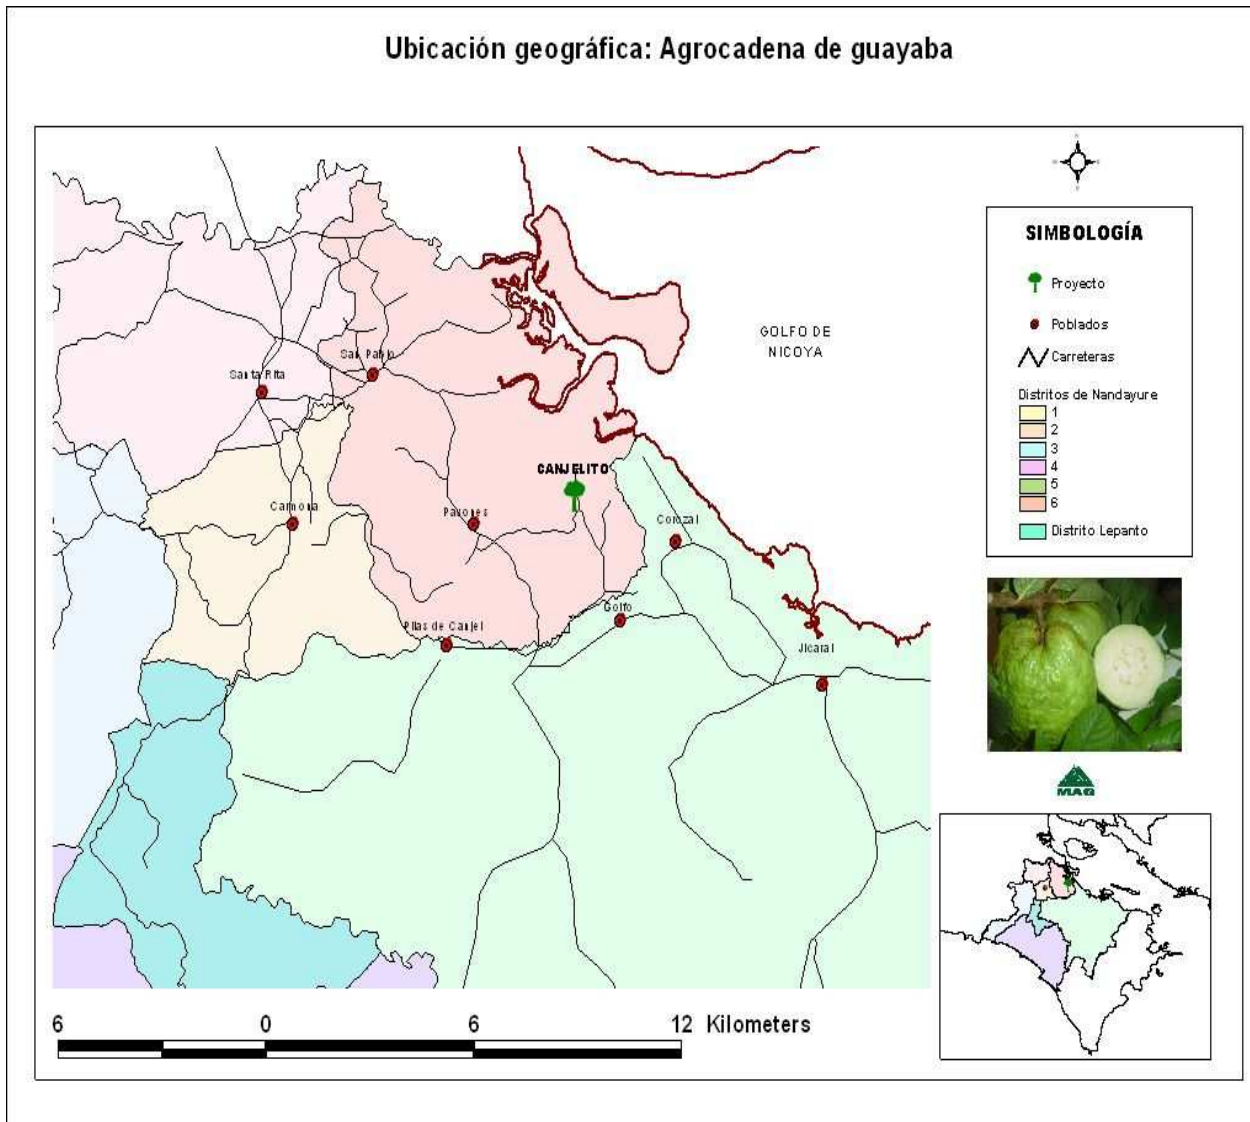 Ubicación geográfica: Agrocadena de guayaba
SIMBOLOGÍA
Proyecto
Poblados
Carreteras
Distritos de Nandayure
1
2
3
4
5
6
Distrito Lepanto
GOLFO DE
NICOYA
San Pablo
Santa Rita
CANJELITO
Carmona
Pavones
Corozal
Golfo
Pilas de Canjel
Jicaral
MAG
6 0 6 12 Kilometers